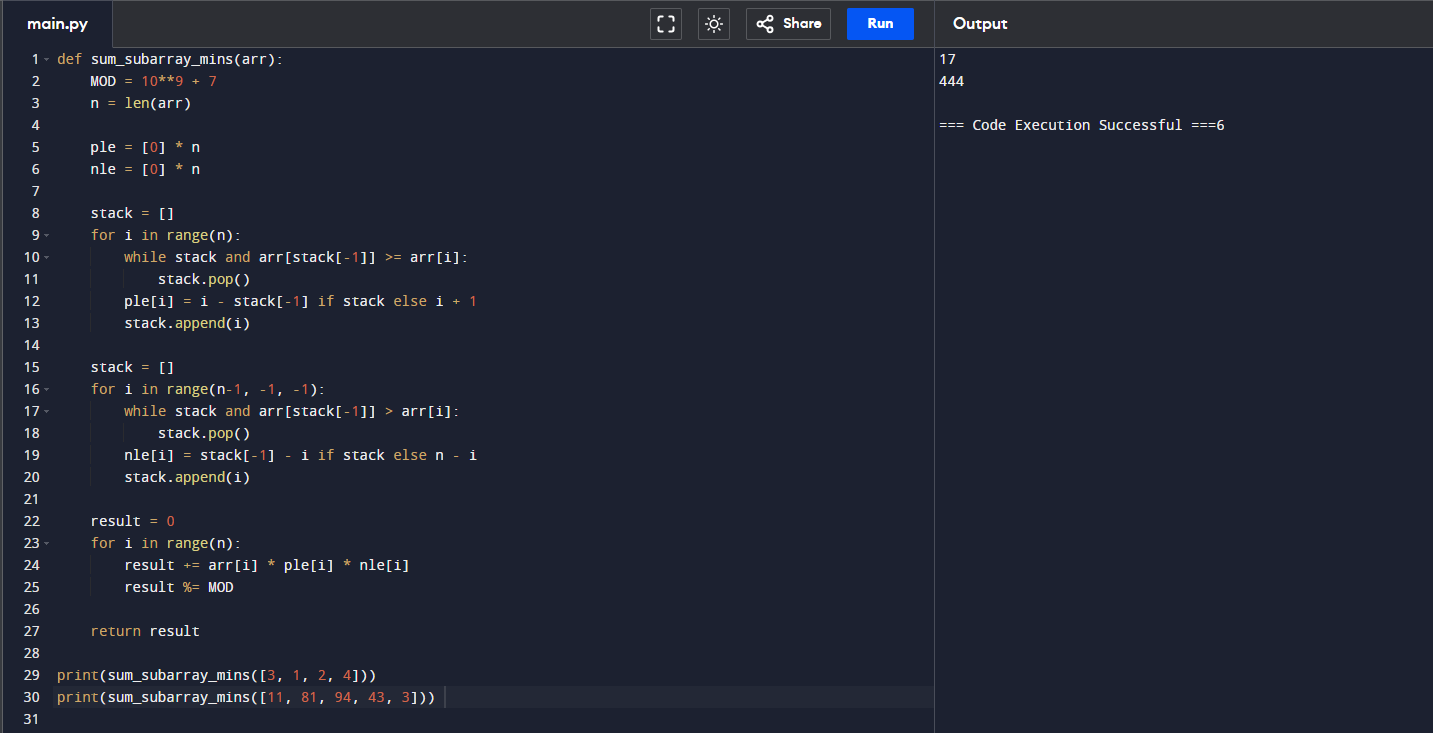 main.py Share Run Output
1 def sum_subarray_mins(arr):
2     MOD = 10**9 + 7
3     n = len(arr)
4
5     ple = [0] * n
6     nle = [0] * n
7
8     stack = []
9     for i in range(n):
10         while stack and arr[stack[-1]] >= arr[i]:
11             stack.pop()
12         ple[i] = i - stack[-1] if stack else i + 1
13         stack.append(i)
14
15     stack = []
16     for i in range(n-1, -1, -1):
17         while stack and arr[stack[-1]] > arr[i]:
18             stack.pop()
19         nle[i] = stack[-1] - i if stack else n - i
20         stack.append(i)
21
22     result = 0
23     for i in range(n):
24         result += arr[i] * ple[i] * nle[i]
25         result %= MOD
26
27     return result
28
29 print(sum_subarray_mins([3, 1, 2, 4]))
30 print(sum_subarray_mins([11, 81, 94, 43, 3]))
31
17
444
=== Code Execution Successful ===6